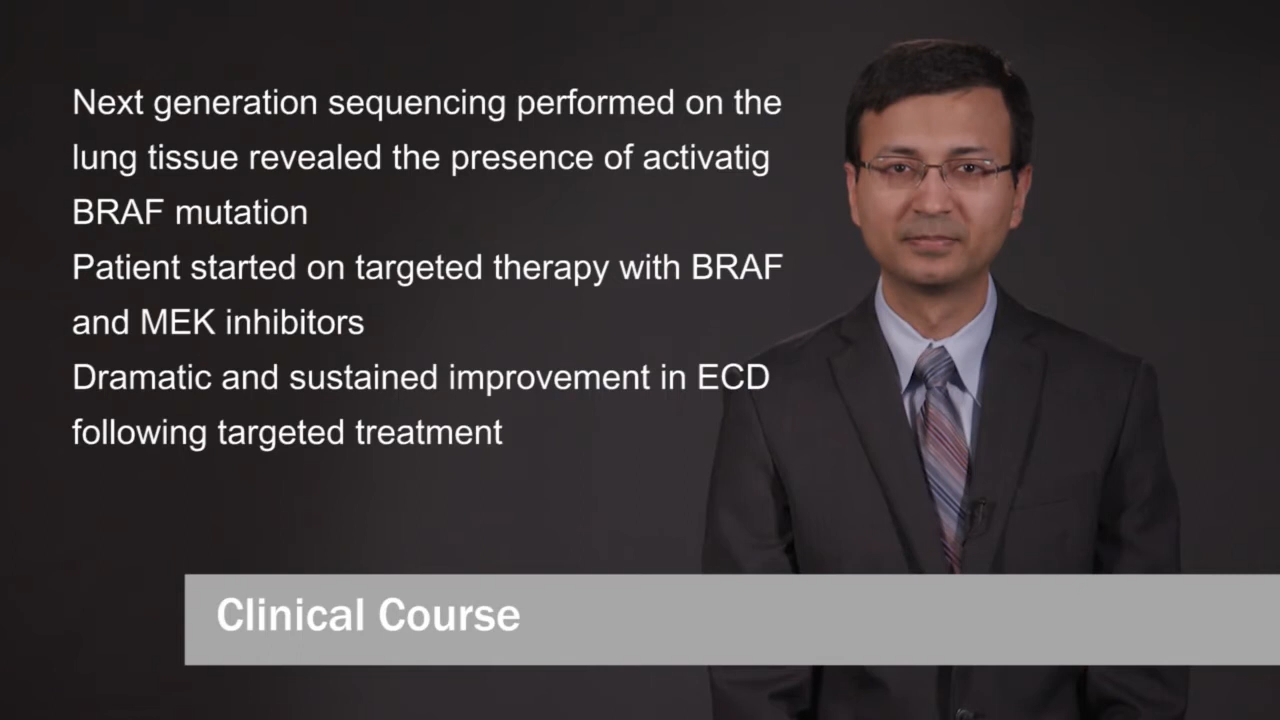 Next generation sequencing performed on the
lung tissue revealed the presence of activatig
BRAF mutation
Patient started on targeted therapy with BRAF
and MEK inhibitors
Dramatic and sustained improvement in ECD
following targeted treatment
Clinical Course